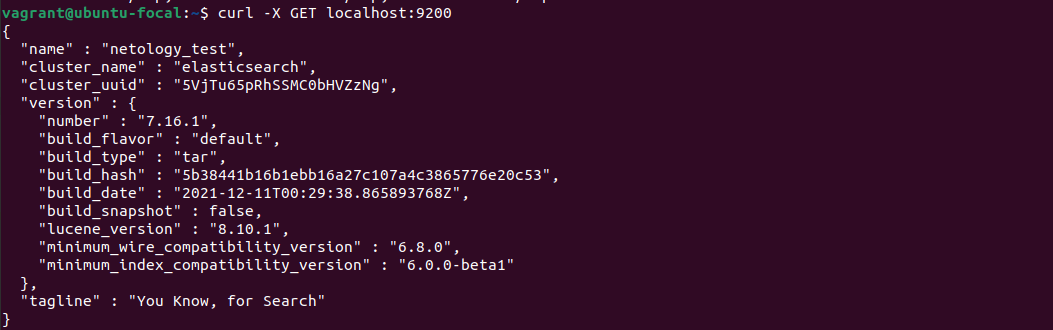 vagrant@ubuntu-focal:~$ curl -X GET localhost:9200
{
  "name" : "netology_test",
  "cluster_name" : "elasticsearch",
  "cluster_uuid" : "5VjTu65pRhSSMC0bHVZzNg",
  "version" : {
    "number" : "7.16.1",
    "build_flavor" : "default",
    "build_type" : "tar",
    "build_hash" : "5b38441b16b1ebb16a27c107a4c3865776e20c53",
    "build_date" : "2021-12-11T00:29:38.865893768Z",
    "build_snapshot" : false,
    "lucene_version" : "8.10.1",
    "minimum_wire_compatibility_version" : "6.8.0",
    "minimum_index_compatibility_version" : "6.0.0-beta1"
  },
  "tagline" : "You Know, for Search"
}